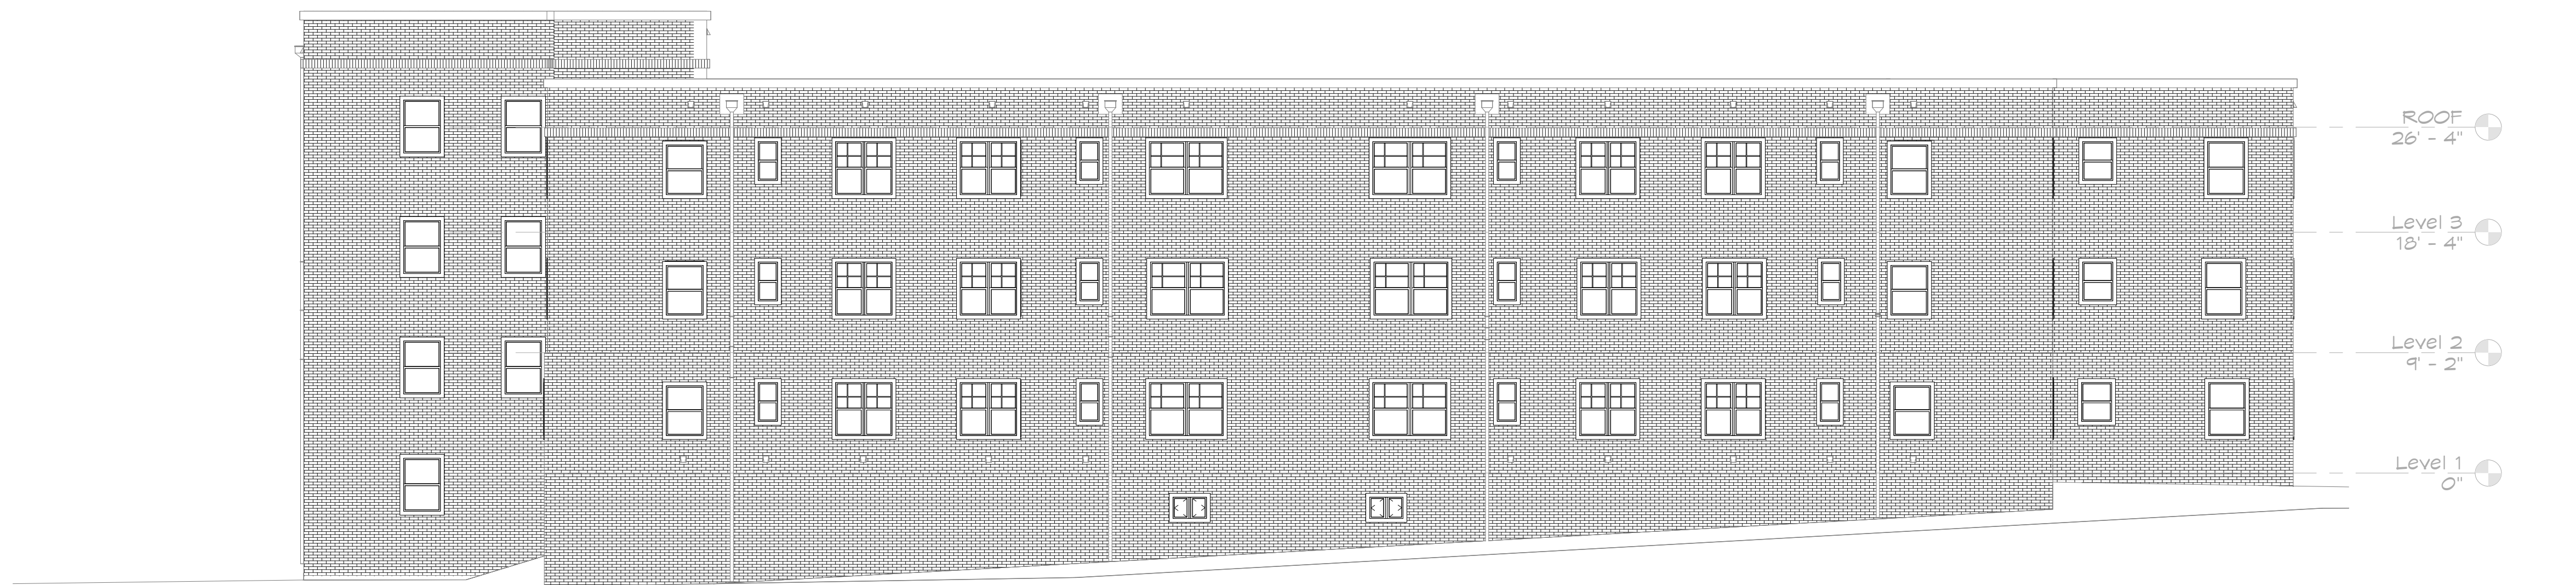 ROOF
26' - 4"
Level 3
18' - 4"
Level 2
9' - 2"
Level 1
0"